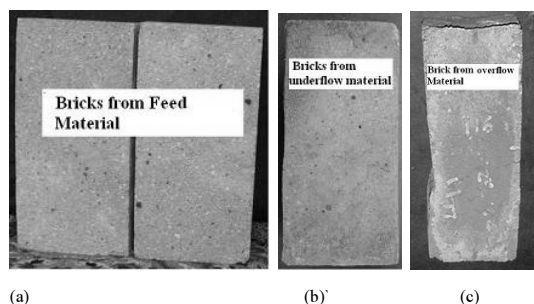 Bricks from Feed
Material
Bricks from
underflow material
Brick from overflow
Material
(a)
(b)`
(c)